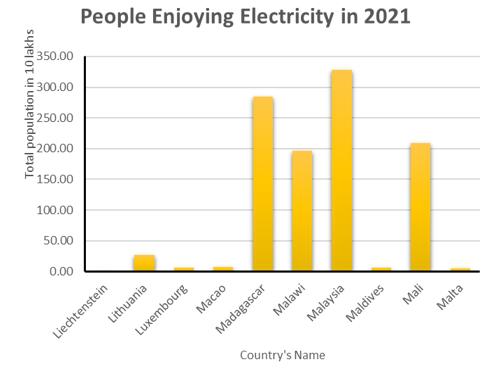 People Enjoying Electricity in 2021
Total population in 10 lakhs
350.00
300.00
250.00
200.00
150.00
100.00
50.00
0.00
Liechtenstein
Lithuania
Luxembourg
Macao
Madagascar
Malawi
Malaysia
Maldives
Mali
Malta
Country's Name